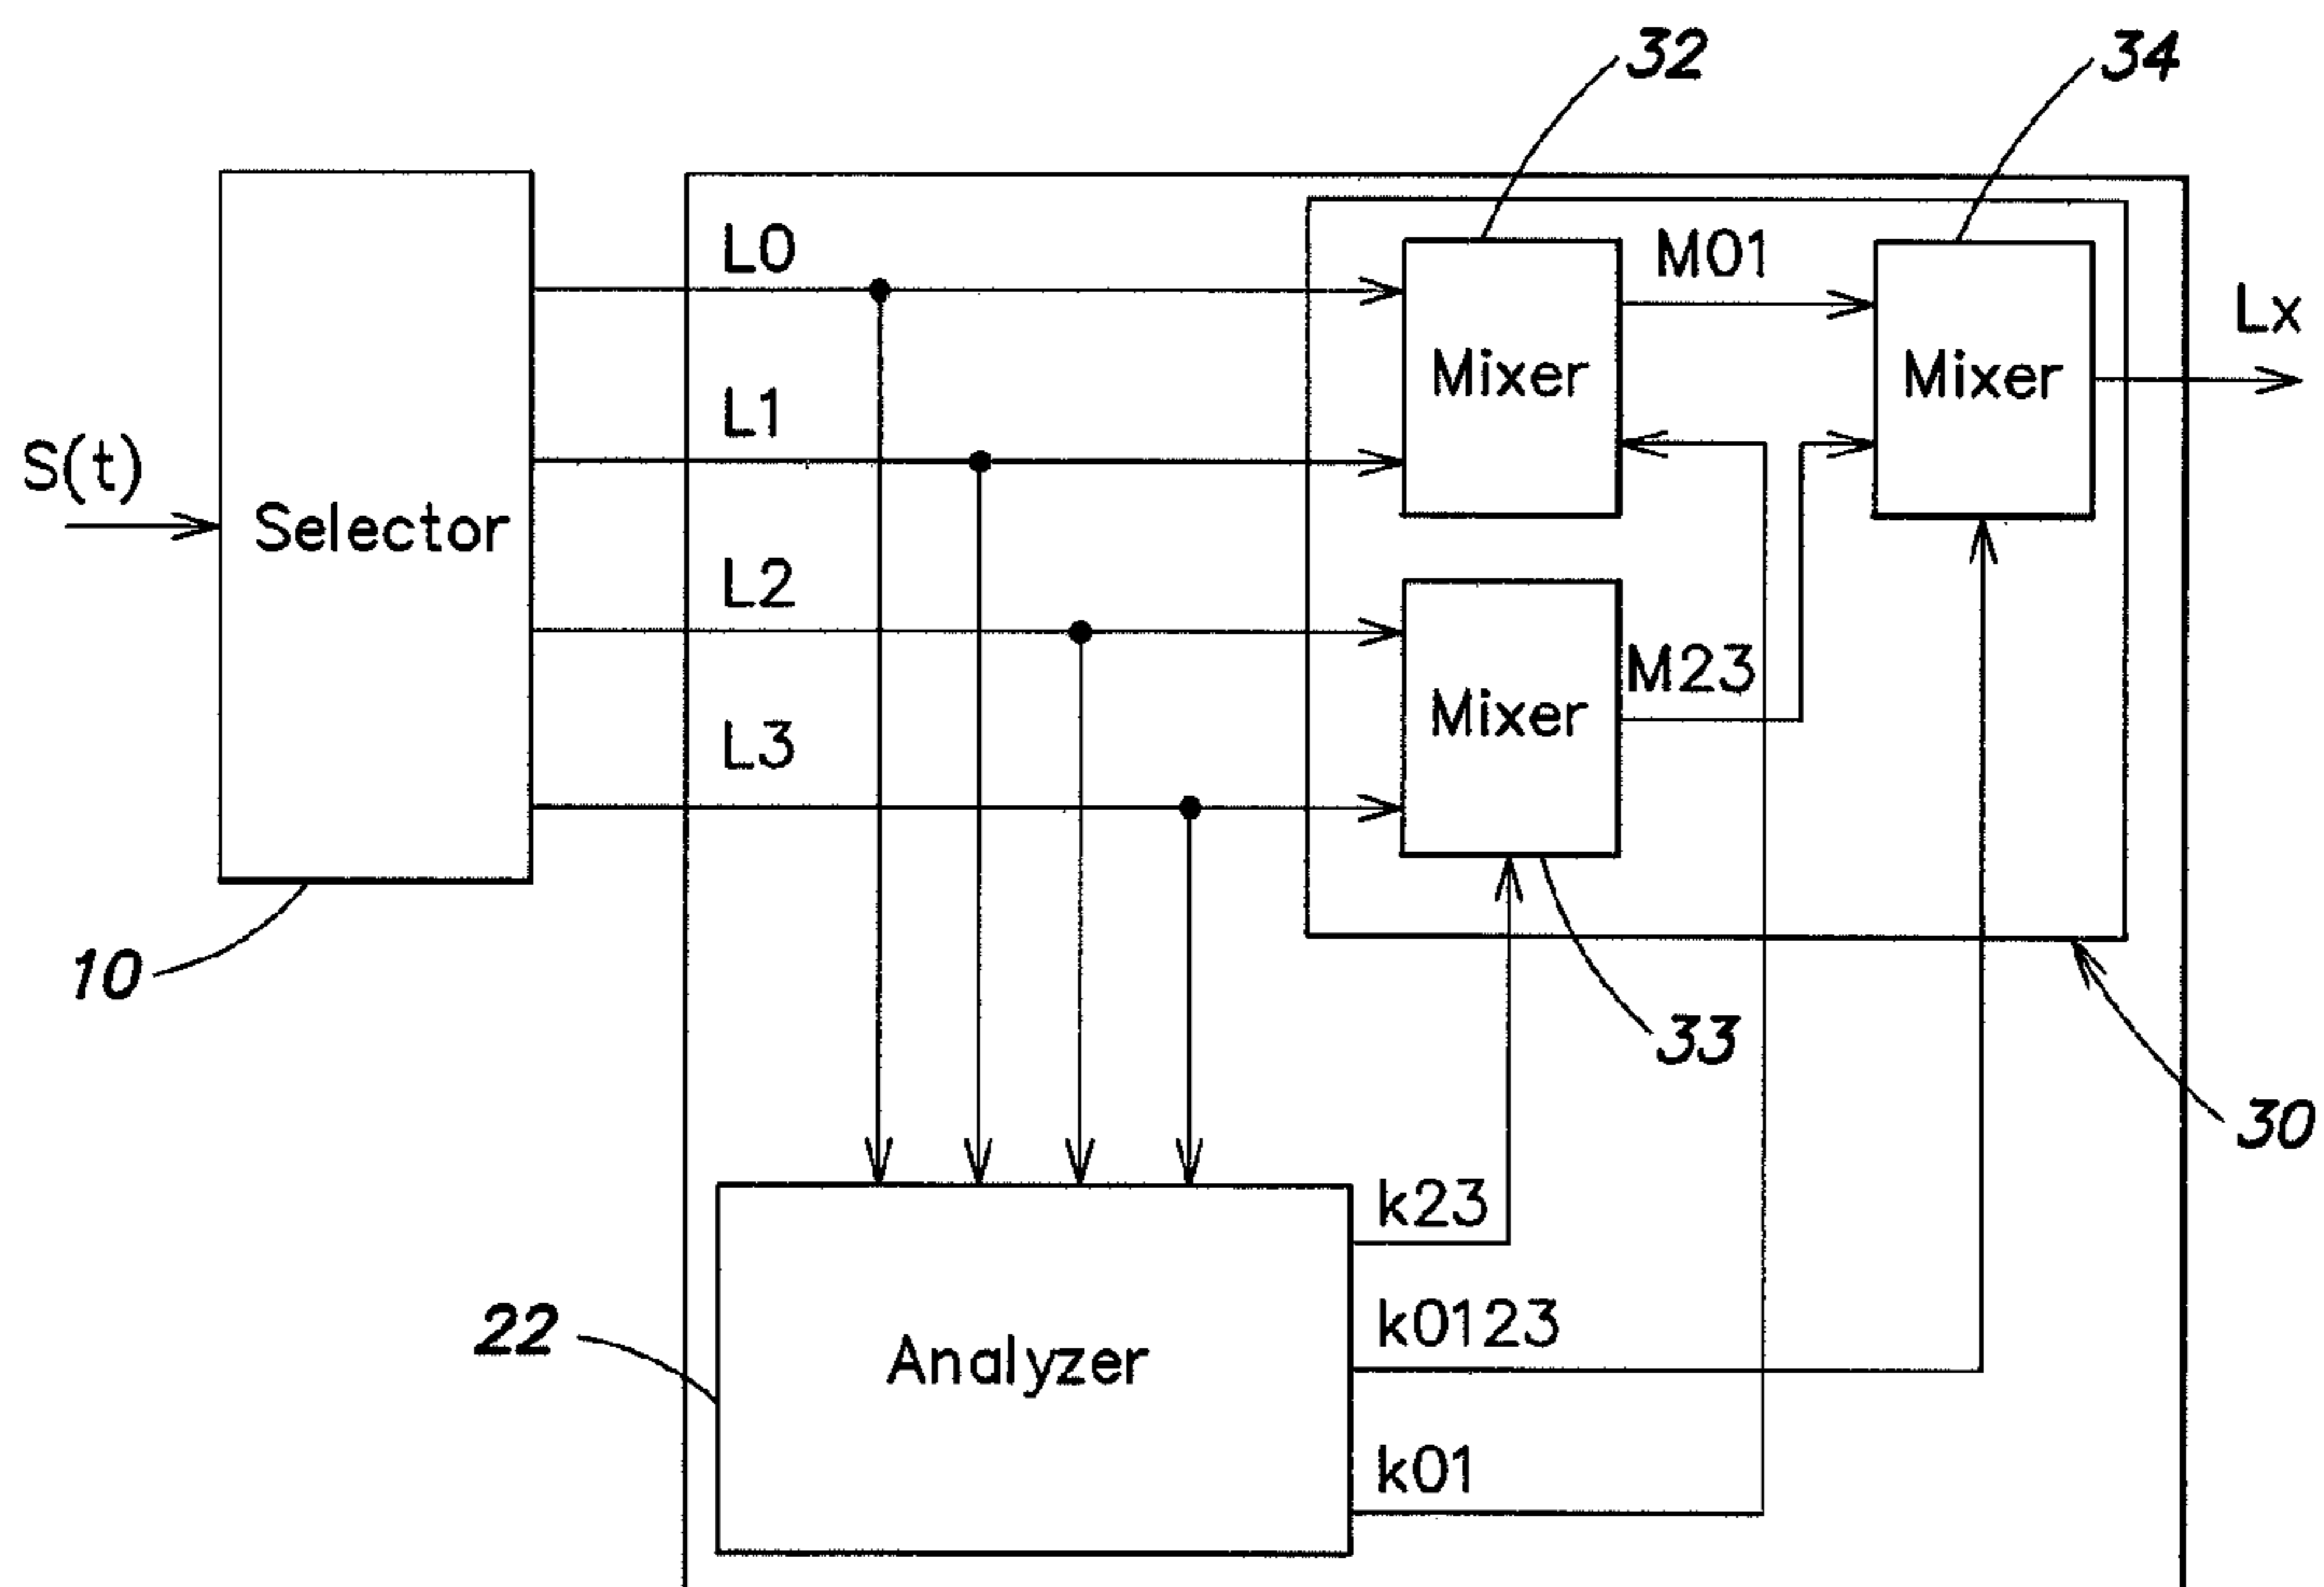 32
34
L0
M01
Lx
L1
Mixer
Mixer
S(t)
Selector
L2
M23
Mixer
L3
10
33
30
k23
22
k0123
Analyzer
k01